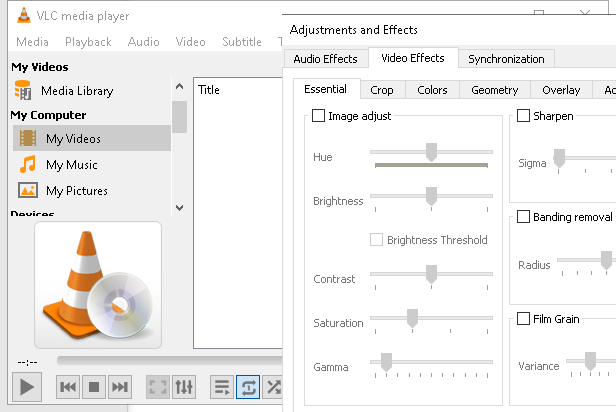 VLC media player
Media Playback Audio Video Subtitle
My Videos
Media Library
My Computer
My Videos
My Music
My Pictures
Devices
Title
--:--
Adjustments and Effects
Audio Effects Video Effects Synchronization
Essential Crop Colors Geometry Overlay
Image adjust
Hue
Brightness
Brightness Threshold
Contrast
Saturation
Gamma
Sharpen
Sigma
Banding removal
Radius
Film Grain
Variance